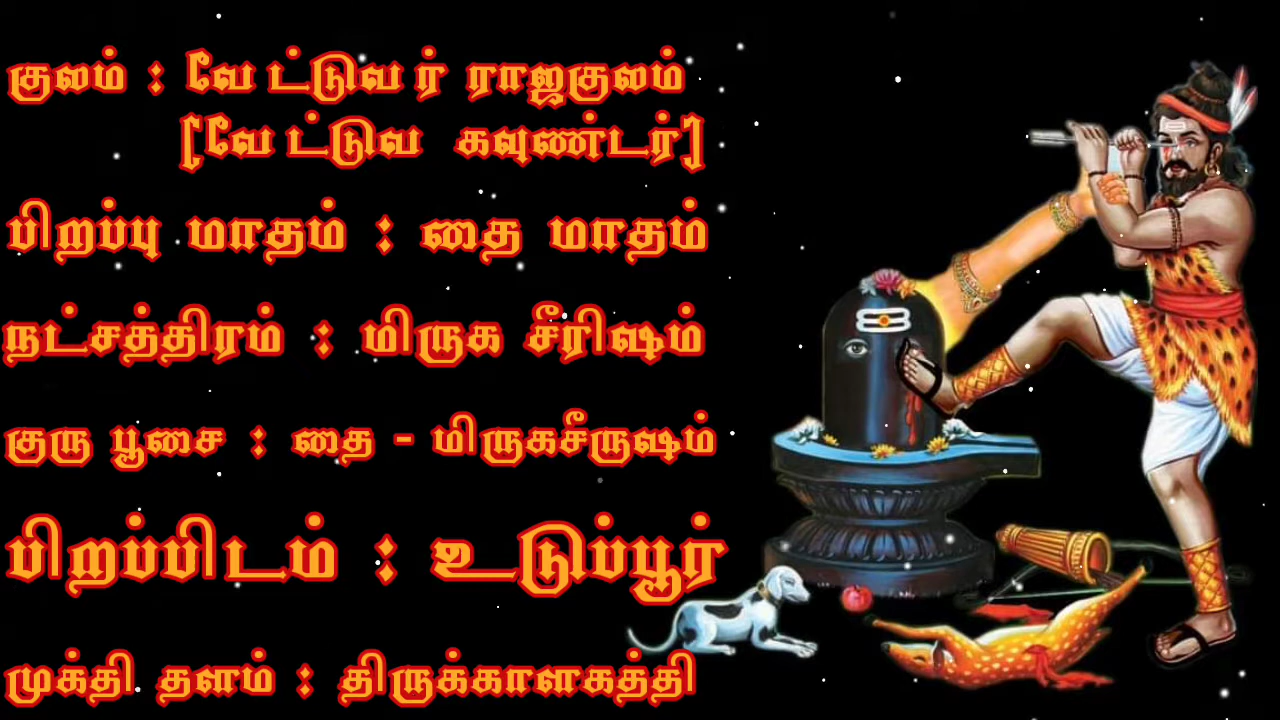 குலம் : வேட்டுவர் ராஜகுலம்
[வேட்டுவ கவுண்டர்]
பிறப்பு மாதம் : தை மாதம்
நட்சத்திரம் : மிருக சீரிஷம்
குரு பூசை : தை - மிருகசீருஷம்
பிறப்பிடம் : உடுப்பூர்
முக்தி தளம் : திருக்காளகத்தி